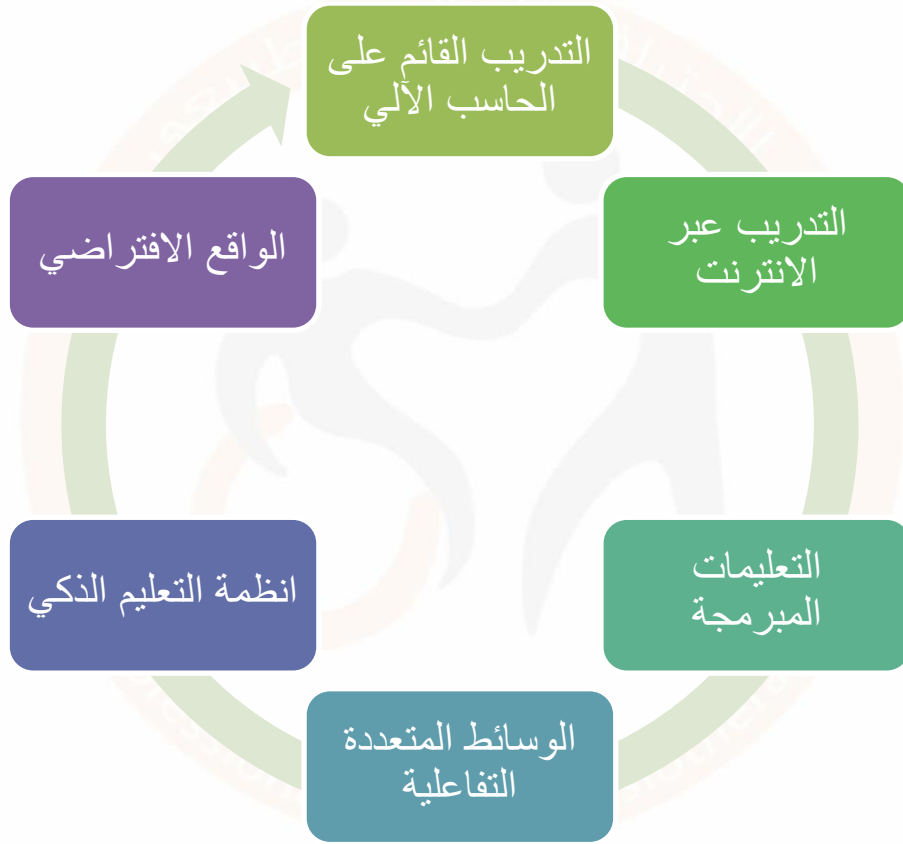 التدريب القائم على
الحاسب الآلي
التدريب عبر
الانترنت
التعليمات
المبرمجة
الوسائط المتعددة
التفاعلية
انظمة التعليم الذكي
الواقع الافتراضي